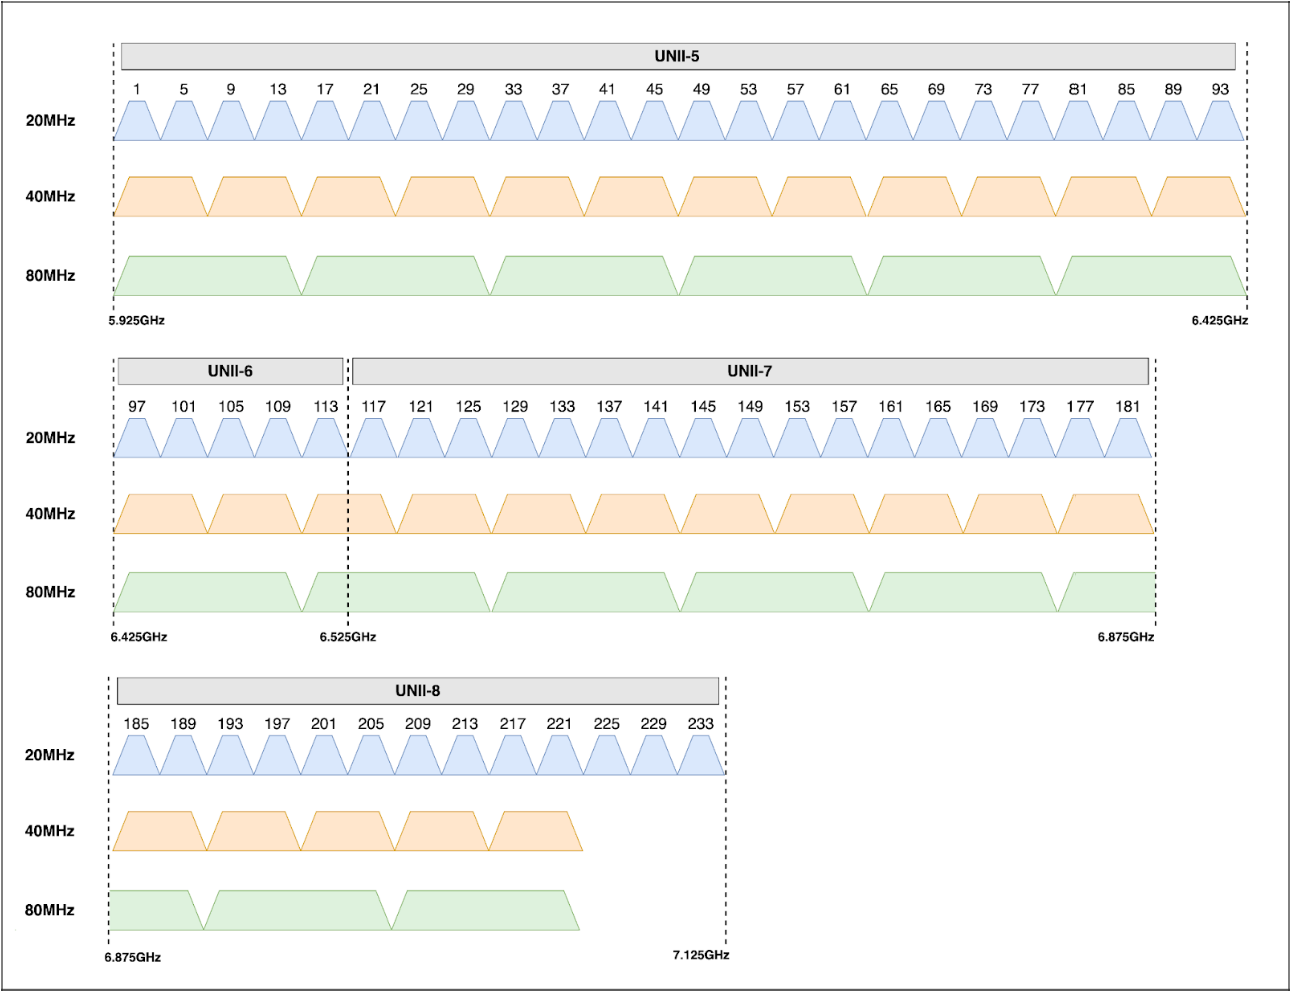 UNII-5
1 5 9 13 17 21 25 29 33 37 41 45 49 53 57 61 65 69 73 77 81 85 89 93
20MHz
40MHz
80MHz
5.925GHz 6.425GHz
UNII-6 UNII-7
97 101 105 109 113 117 121 125 129 133 137 141 145 149 153 157 161 165 169 173 177 181
20MHz
40MHz
80MHz
6.425GHz 6.525GHz 6.875GHz
UNII-8
185 189 193 197 201 205 209 213 217 221 225 229 233
20MHz
40MHz
80MHz
6.875GHz 7.125GHz